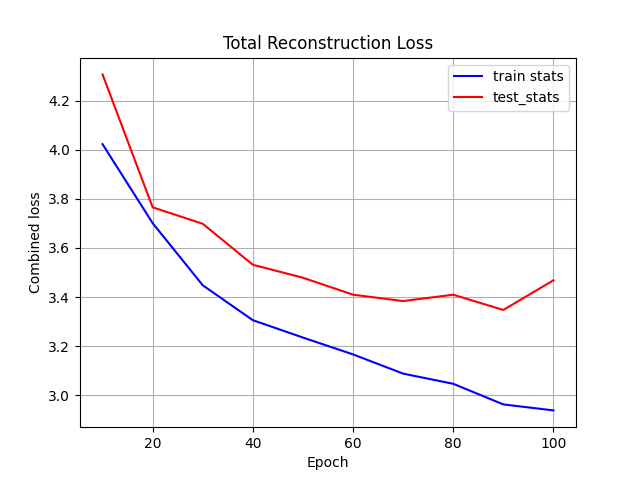 Total Reconstruction Loss
train stats
test_stats
4.2
4.0
3.8
3.6
3.4
3.2
3.0
Combined loss
20
40
60
80
100
Epoch